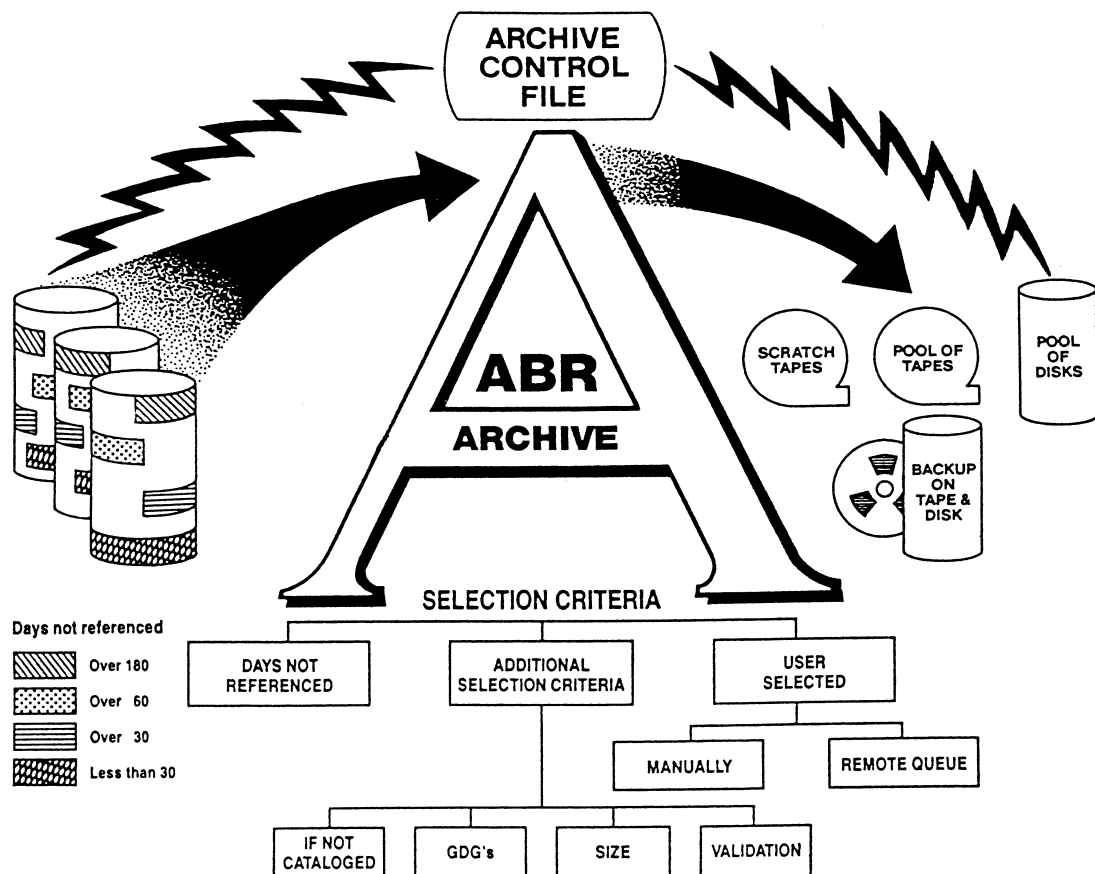 ARCHIVE
CONTROL
FILE
ABR
ARCHIVE
SCRATCH
TAPES
POOL OF
TAPES
POOL
OF
DISKS
BACKUP
ON
TAPE &
DISK
SELECTION CRITERIA
Days not referenced
Over 180
Over 60
Over 30
Less than 30
DAYS NOT
REFERENCED
ADDITIONAL
SELECTION CRITERIA
USER
SELECTED
MANUALLY
REMOTE QUEUE
IF NOT
CATALOGED
GDG's
SIZE
VALIDATION